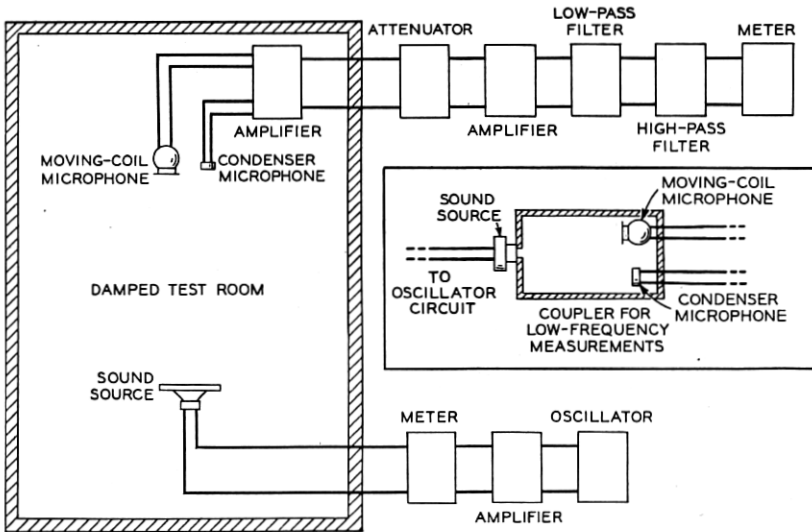 ATTENUATOR
LOW-PASS
FILTER
METER
AMPLIFIER
AMPLIFIER
HIGH-PASS
FILTER
MOVING-COIL
MICROPHONE
CONDENSER
MICROPHONE
SOUND
SOURCE
MOVING-COIL
MICROPHONE
TO
OSCILLATOR
CIRCUIT
CONDENSER
MICROPHONE
COUPLER FOR
LOW-FREQUENCY
MEASUREMENTS
DAMPED TEST ROOM
SOUND
SOURCE
METER
OSCILLATOR
AMPLIFIER